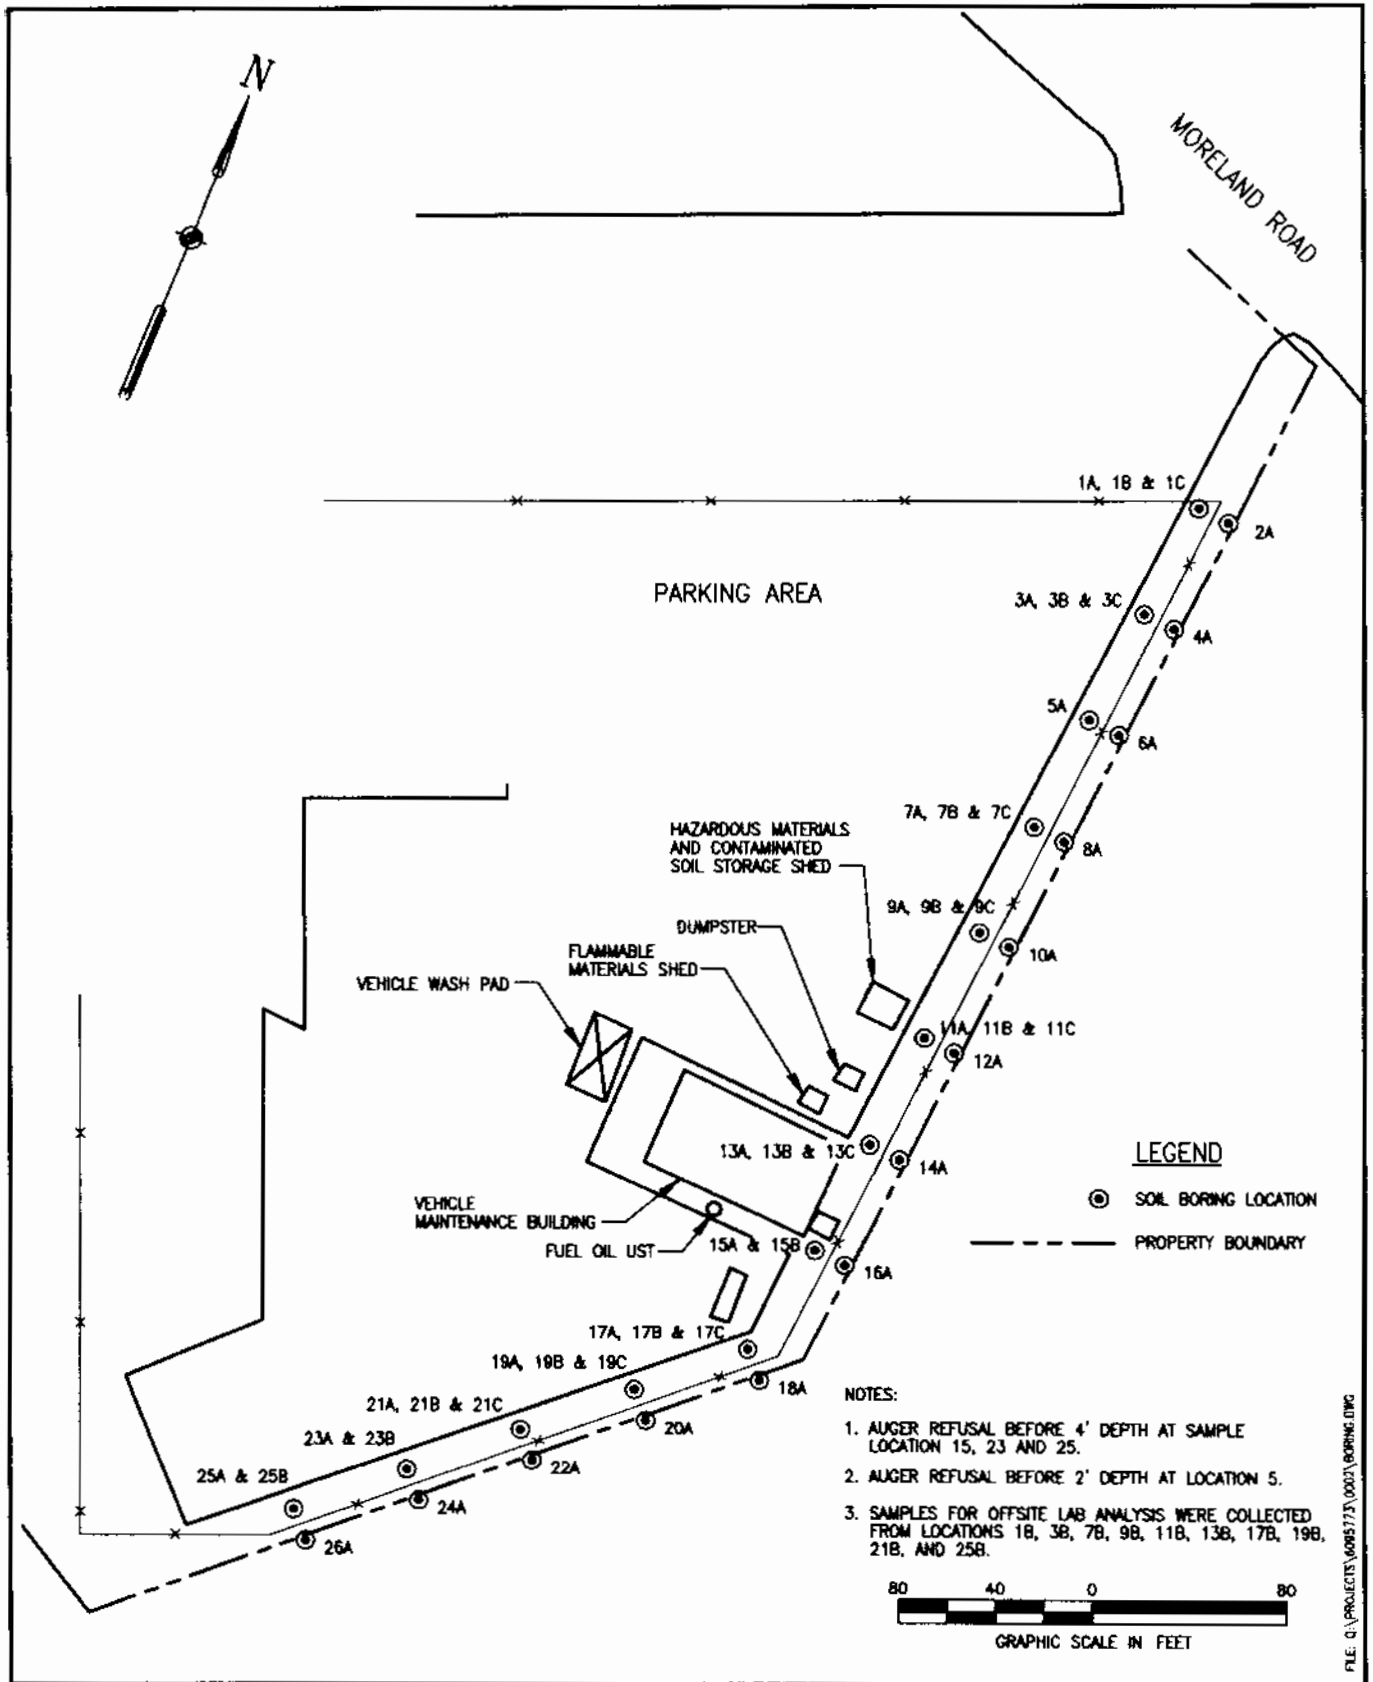 N
MORELAND ROAD
1A, 1B & 1C
2A
PARKING AREA
3A, 3B & 3C
4A
5A
6A
7A, 7B & 7C
8A
HAZARDOUS MATERIALS
AND CONTAMINATED
SOIL STORAGE SHED
9A, 9B & 9C
10A
DUMPSTER
FLAMMABLE
MATERIALS SHED
VEHICLE WASH PAD
11A, 11B & 11C
12A
13A, 13B & 13C
14A
LEGEND
SOIL BORING LOCATION
PROPERTY BOUNDARY
VEHICLE
MAINTENANCE BUILDING
FUEL OIL UST
15A & 15B
16A
17A, 17B & 17C
18A
19A, 19B & 19C
20A
21A, 21B & 21C
22A
23A & 23B
24A
25A & 25B
26A
NOTES:
1. AUGER REFUSAL BEFORE 4' DEPTH AT SAMPLE
LOCATION 15, 23 AND 25.
2. AUGER REFUSAL BEFORE 2' DEPTH AT LOCATION 5.
3. SAMPLES FOR OFFSITE LAB ANALYSIS WERE COLLECTED
FROM LOCATIONS 1B, 3B, 7B, 9B, 11B, 13B, 17B, 19B,
21B, AND 25B.
80 40 0 80
GRAPHIC SCALE IN FEET
FILE: Q:\PROJECTS\6095773\0002\BORING.DWG